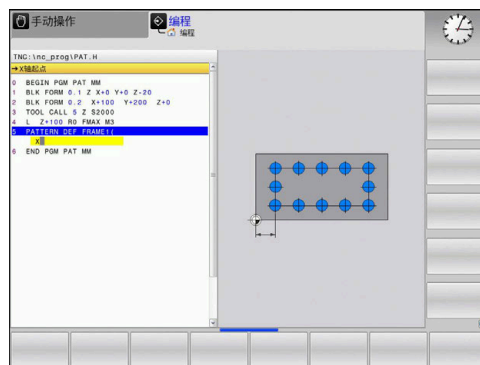 手动操作
编程
编程
TNC:\nc_prog\PAT.H
→X轴起点
0 BEGIN PGM PAT MM
1 BLK FORM 0.1 Z X+0 Y+0 Z-20
2 BLK FORM 0.2 X+100 Y+200 Z+0
3 TOOL CALL 5 Z S2000
4 L Z+100 R0 FMAX M3
5 PATTERN DEF FRAME1(
X
6 END PGM PAT MM